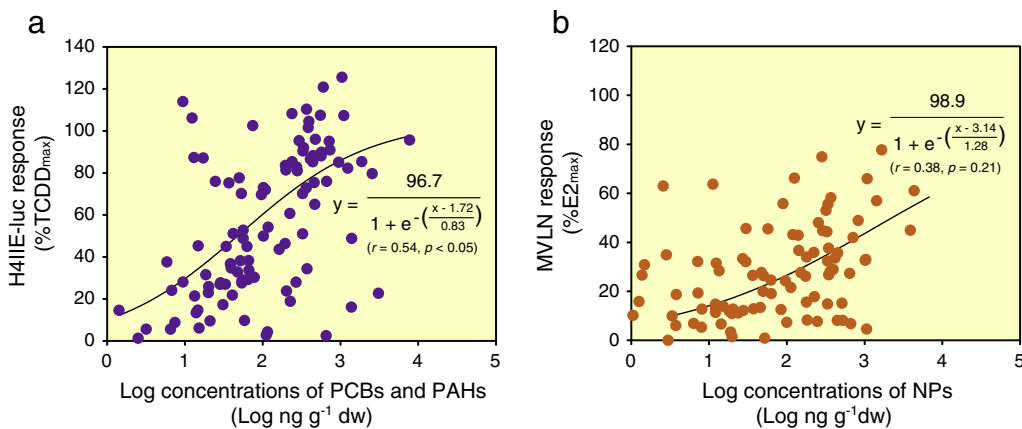 a
H4IIE-luc response
(%TCDDmax)
140
120
100
80
60
40
20
0
96.7
y =
1 + e-(x - 1.72/0.83)
(r = 0.54, p < 0.05)
0 1 2 3 4 5
Log concentrations of PCBs and PAHs
(Log ng g-1 dw)
b
MVLN response
(%E2max)
120
100
80
60
40
20
0
98.9
y =
1 + e-(x - 3.14/1.28)
(r = 0.38, p = 0.21)
0 1 2 3 4 5
Log concentrations of NPs
(Log ng g-1dw)